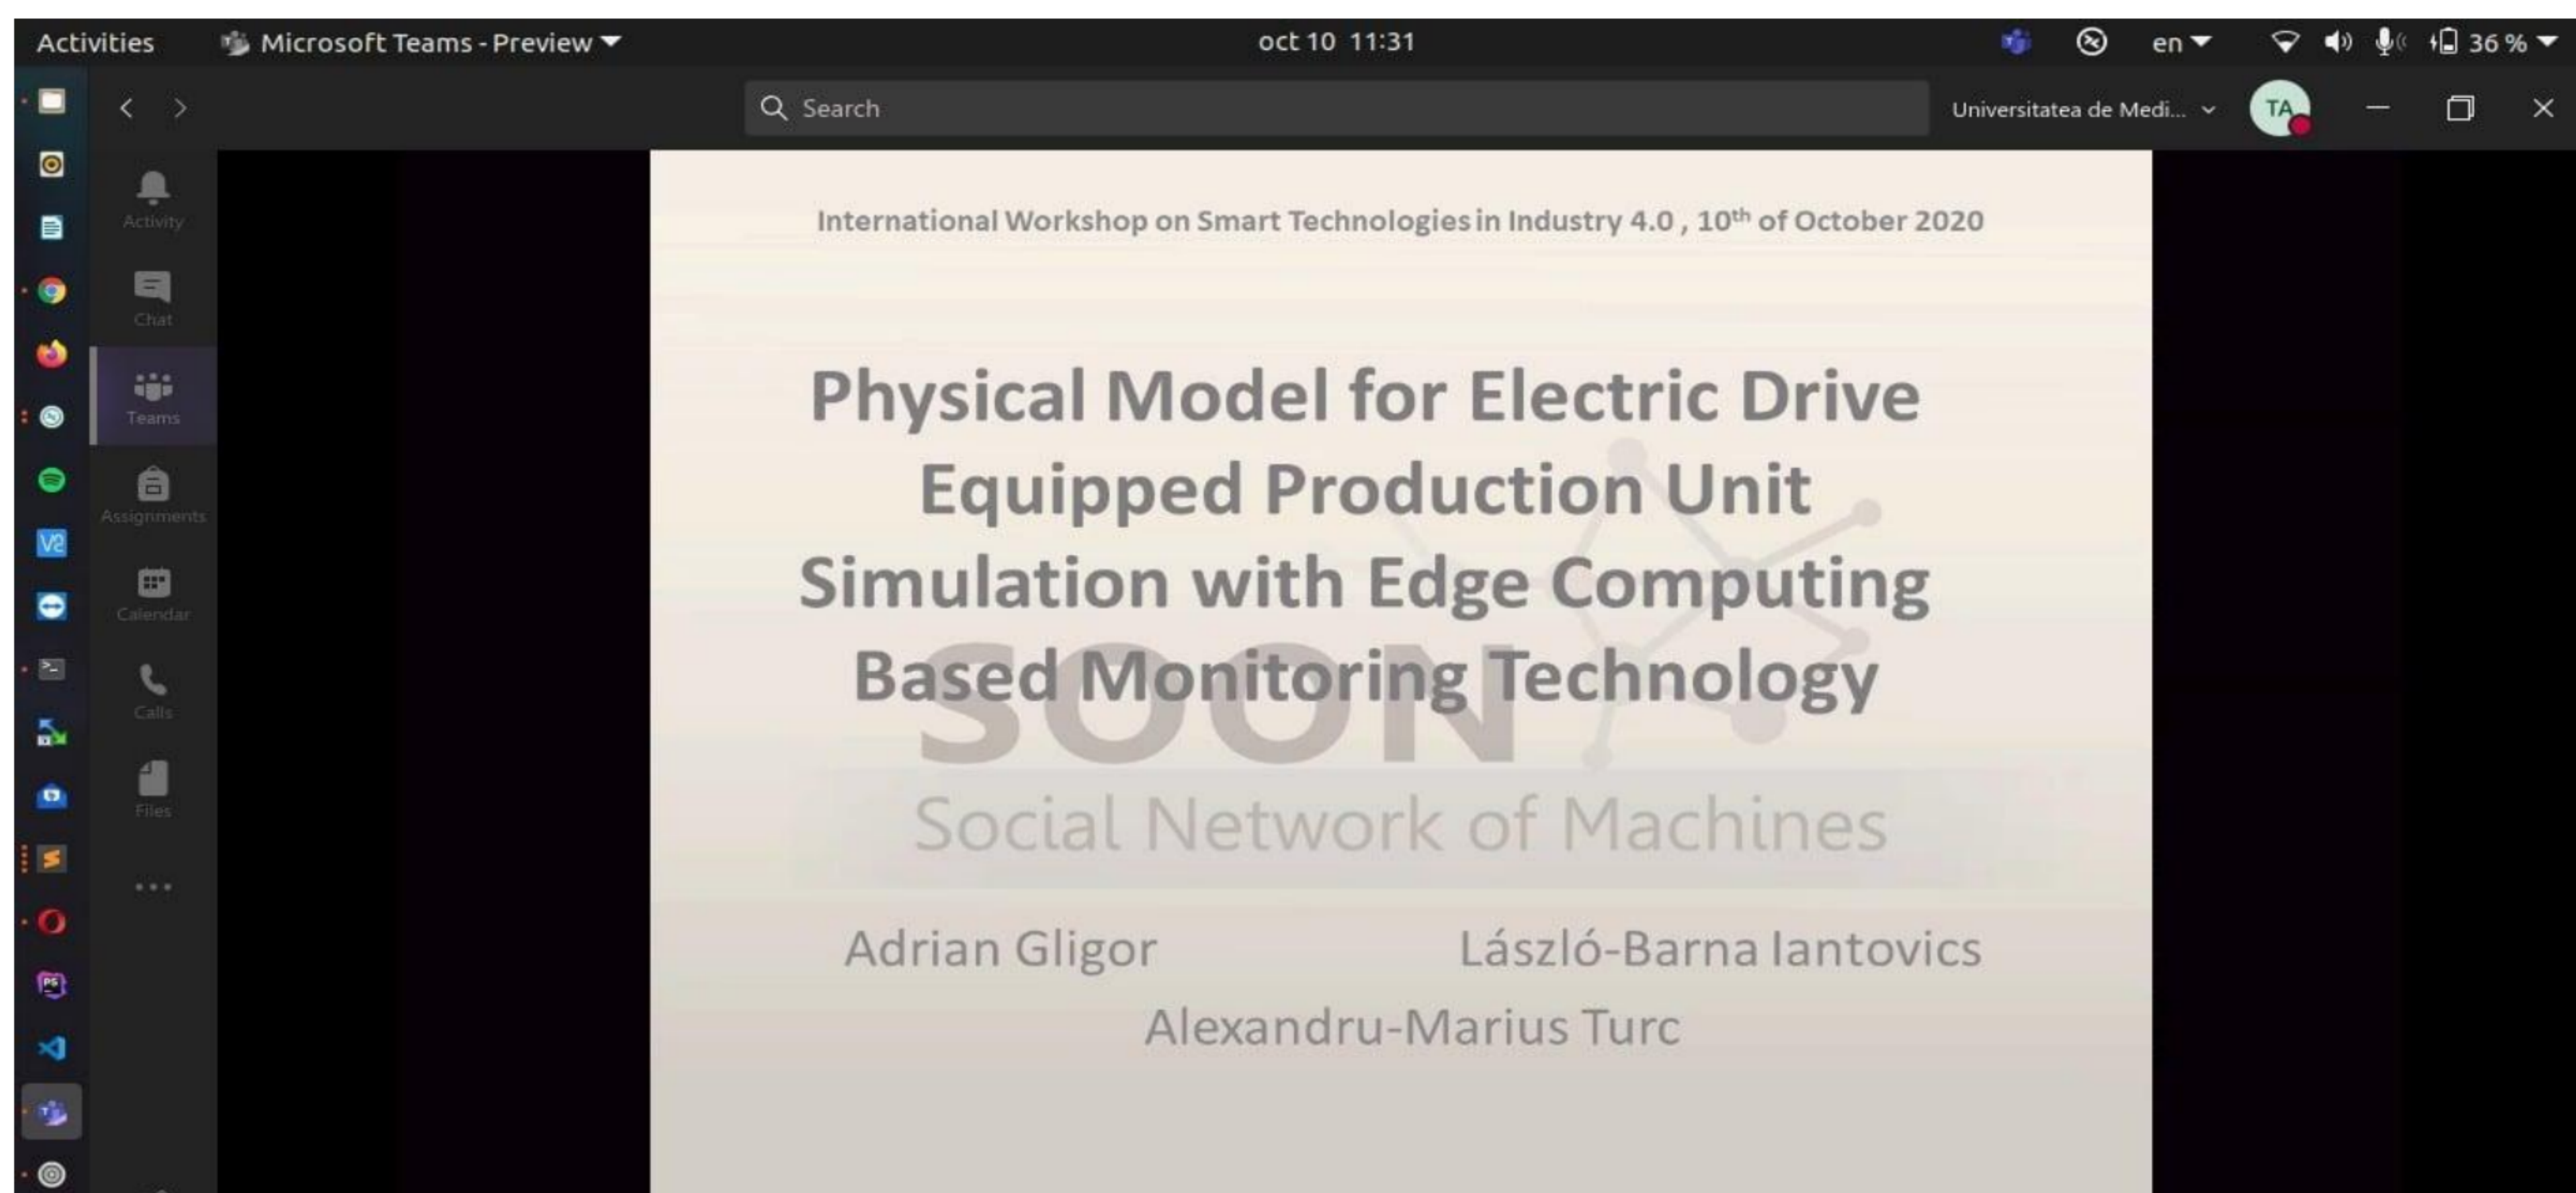 Activities
Microsoft Teams - Preview
oct 10 11:31
en
36 %
Search
Universitatea de Medi...
TA
Activity
Chat
Teams
Assignments
Calendar
Calls
Files
International Workshop on Smart Technologies in Industry 4.0 , 10th of October 2020
Physical Model for Electric Drive
Equipped Production Unit
Simulation with Edge Computing
Based Monitoring Technology
SOON
Social Network of Machines
Adrian Gligor
László-Barna Iantovics
Alexandru-Marius Turc